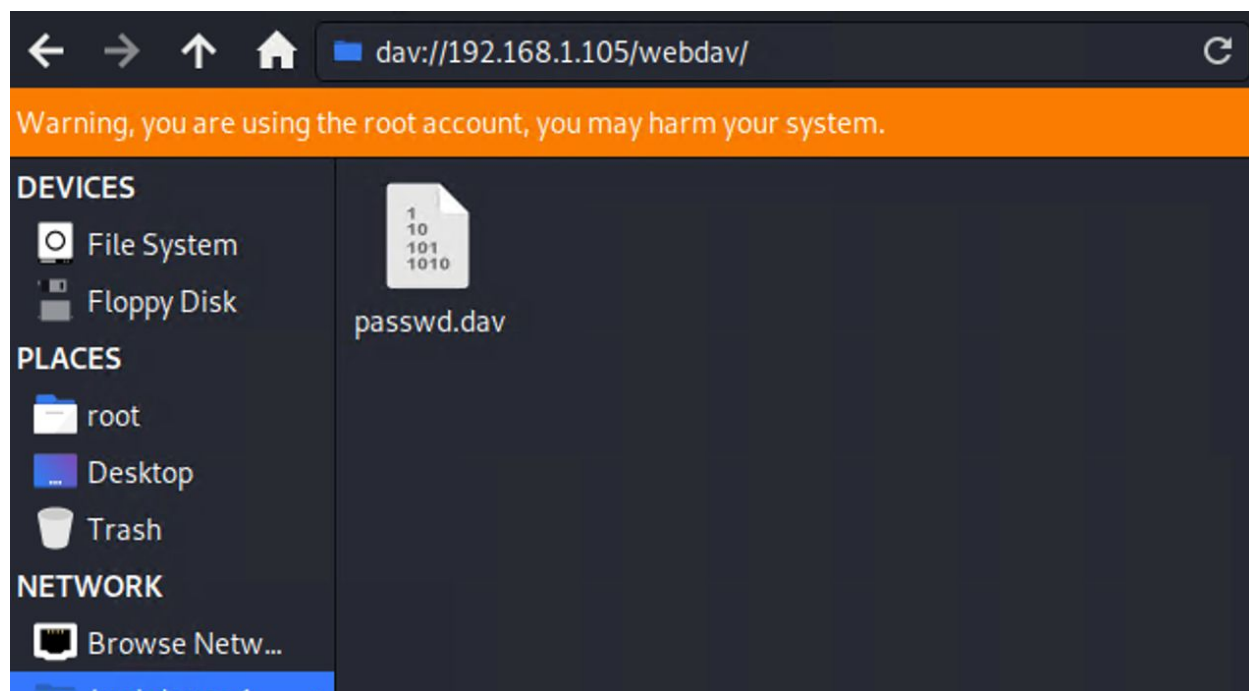 dav://192.168.1.105/webdav/
Warning, you are using the root account, you may harm your system.
DEVICES
File System
Floppy Disk
PLACES
root
Desktop
Trash
NETWORK
Browse Netw...
1
10
101
1010
passwd.dav